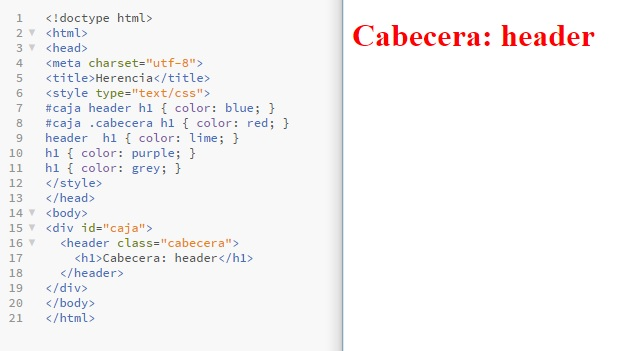 1 <!doctype html>
2 <html>
3 <head>
4 <meta charset="utf-8">
5 <title>Herencia</title>
6 <style type="text/css">
7 #caja header h1 { color: blue; }
8 #caja .cabecera h1 { color: red; }
9 header  h1 { color: lime; }
10 h1 { color: purple; }
11 h1 { color: grey; }
12 </style>
13 </head>
14 <body>
15 <div id="caja">
16   <header class="cabecera">
17     <h1>Cabecera: header</h1>
18   </header>
19 </div>
20 </body>
21 </html>
Cabecera: header